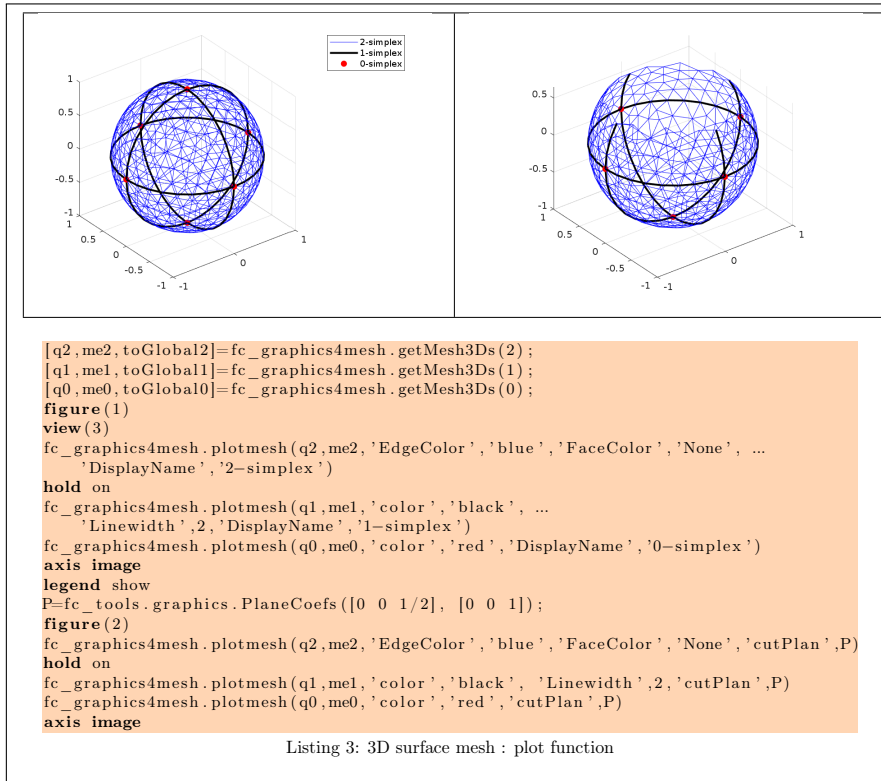 2-simplex
1-simplex
0-simplex
1
0.5
0
-0.5
-1
1
0.5
0
-0.5
-1
-1
0
1
0.5
0
-0.5
-1
1
0.5
0
-0.5
-1
-1
0
1
[q2,me2,toGlobal2]=fc_graphics4mesh.getMesh3Ds(2);
[q1,me1,toGlobal1]=fc_graphics4mesh.getMesh3Ds(1);
[q0,me0,toGlobal0]=fc_graphics4mesh.getMesh3Ds(0);
figure(1)
view(3)
fc_graphics4mesh.plotmesh(q2,me2,'EdgeColor','blue','FaceColor','None', ...
'DisplayName','2−simplex')
hold on
fc_graphics4mesh.plotmesh(q1,me1,'color','black', ...
'Linewidth',2,'DisplayName','1−simplex')
fc_graphics4mesh.plotmesh(q0,me0,'color','red','DisplayName','0−simplex')
axis image
legend show
P=fc_tools.graphics.PlaneCoefs([0 0 1/2], [0 0 1]);
figure(2)
fc_graphics4mesh.plotmesh(q2,me2,'EdgeColor','blue','FaceColor','None','cutPlan',P)
hold on
fc_graphics4mesh.plotmesh(q1,me1,'color','black', 'Linewidth',2,'cutPlan',P)
fc_graphics4mesh.plotmesh(q0,me0,'color','red','cutPlan',P)
axis image
Listing 3: 3D surface mesh : plot function